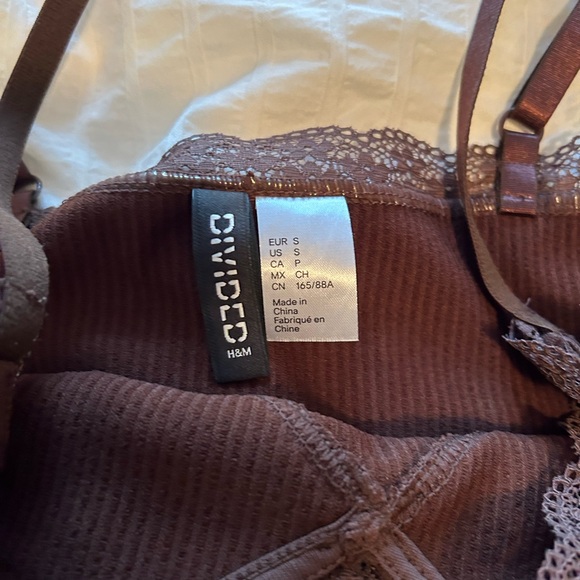 DIVIDED
H&M
EUR S
US S
CA P
MX CH
CN 165/88A
Made in
China
Fabriqué en
Chine